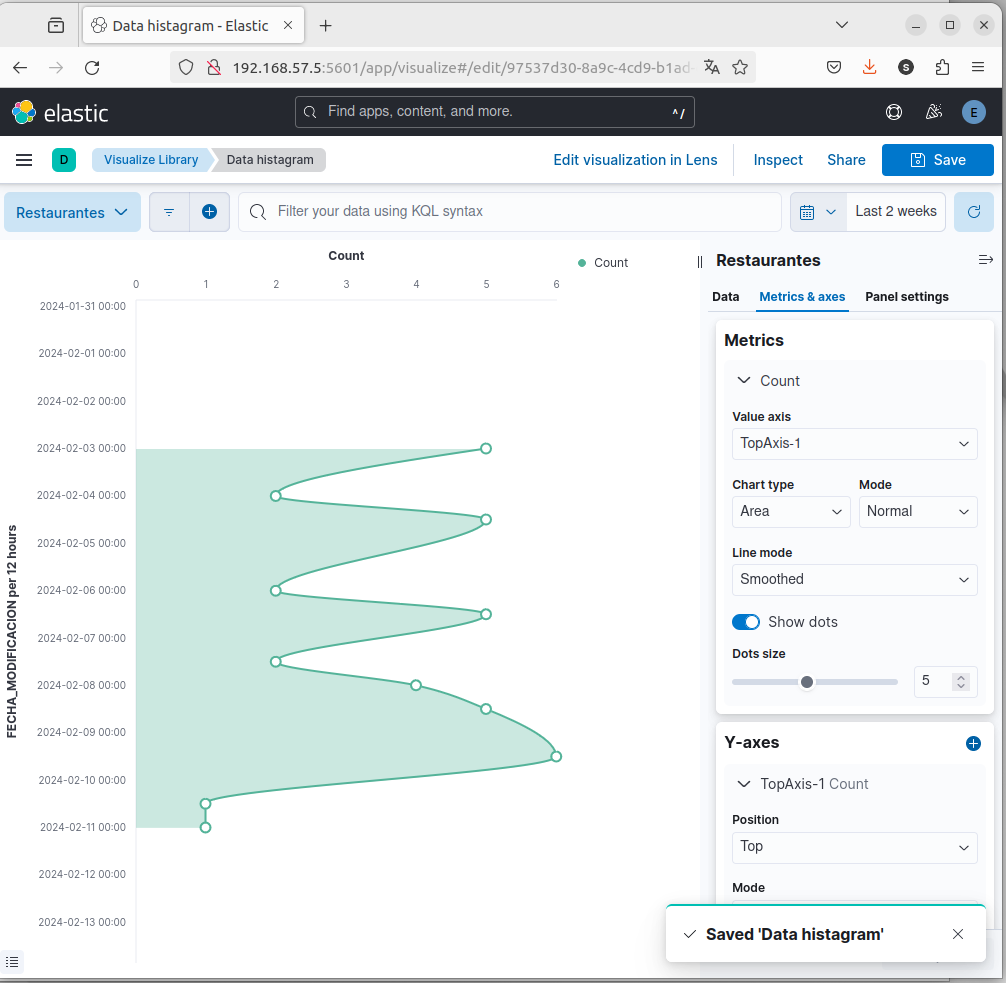 Data histagram - Elastic
192.168.57.5:5601/app/visualize#/edit/97537d30-8a9c-4cd9-b1ad-
S
elastic
Find apps, content, and more.
^/
E
D
Visualize Library
Data histagram
Edit visualization in Lens
Inspect
Share
Save
Restaurantes
Filter your data using KQL syntax
Last 2 weeks
Count
Count
0 1 2 3 4 5 6
FECHA_MODIFICACION per 12 hours
2024-01-31 00:00
2024-02-01 00:00
2024-02-02 00:00
2024-02-03 00:00
2024-02-04 00:00
2024-02-05 00:00
2024-02-06 00:00
2024-02-07 00:00
2024-02-08 00:00
2024-02-09 00:00
2024-02-10 00:00
2024-02-11 00:00
2024-02-12 00:00
2024-02-13 00:00
Restaurantes
Data
Metrics & axes
Panel settings
Metrics
Count
Value axis
TopAxis-1
Chart type
Mode
Area
Normal
Line mode
Smoothed
Show dots
Dots size
5
Y-axes
TopAxis-1 Count
Position
Top
Mode
Saved 'Data histagram'